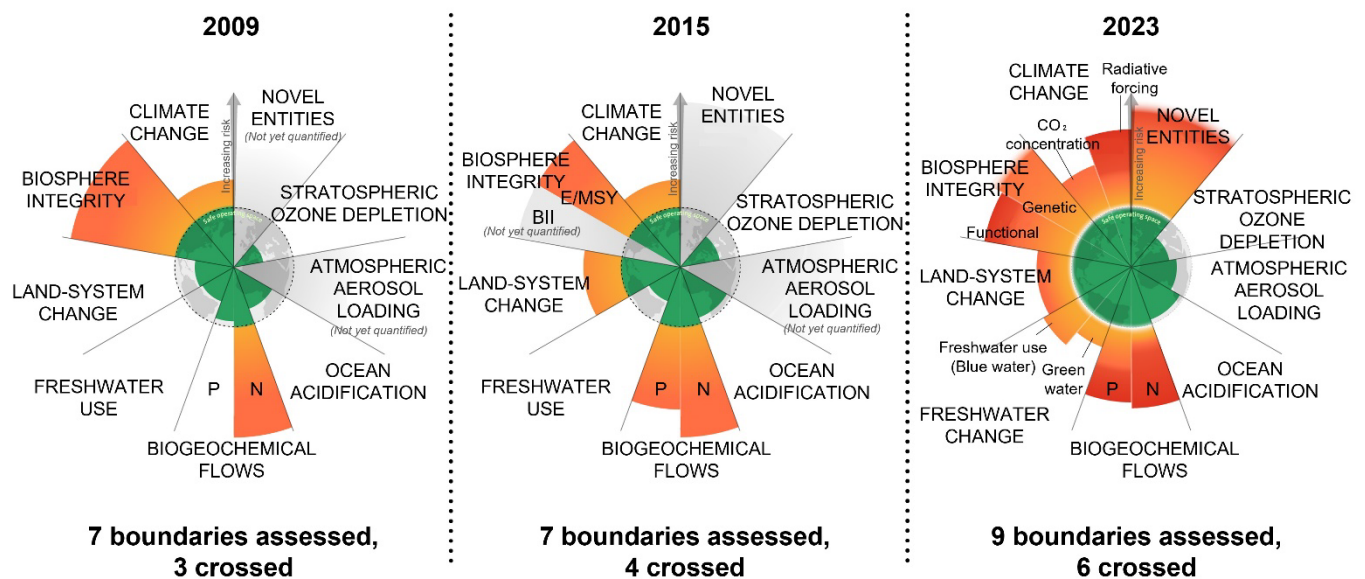 2009
CLIMATE
CHANGE
NOVEL
ENTITIES
(Not yet quantified)
Increasing risk
BIOSPHERE
INTEGRITY
STRATOSPHERIC
OZONE DEPLETION
Safe operating space
ATMOSPHERIC
AEROSOL
LOADING
(Not yet quantified)
LAND-SYSTEM
CHANGE
OCEAN
ACIDIFICATION
FRESHWATER
USE
P
N
BIOGEOCHEMICAL
FLOWS
7 boundaries assessed,
3 crossed
2015
CLIMATE
CHANGE
NOVEL
ENTITIES
Increasing risk
BIOSPHERE
INTEGRITY
E/MSY
BII
(Not yet quantified)
STRATOSPHERIC
OZONE DEPLETION
Safe operating space
ATMOSPHERIC
AEROSOL
LOADING
(Not yet quantified)
LAND-SYSTEM
CHANGE
OCEAN
ACIDIFICATION
FRESHWATER
USE
P
N
BIOGEOCHEMICAL
FLOWS
7 boundaries assessed,
4 crossed
2023
CLIMATE
CHANGE
Radiative
forcing
CO₂
concentration
Increasing risk
NOVEL
ENTITIES
BIOSPHERE
INTEGRITY
Genetic
Functional
STRATOSPHERIC
OZONE
DEPLETION
Safe operating space
ATMOSPHERIC
AEROSOL
LOADING
LAND-SYSTEM
CHANGE
Freshwater use
(Blue water)
Green
water
OCEAN
ACIDIFICATION
FRESHWATER
CHANGE
P
N
BIOGEOCHEMICAL
FLOWS
9 boundaries assessed,
6 crossed